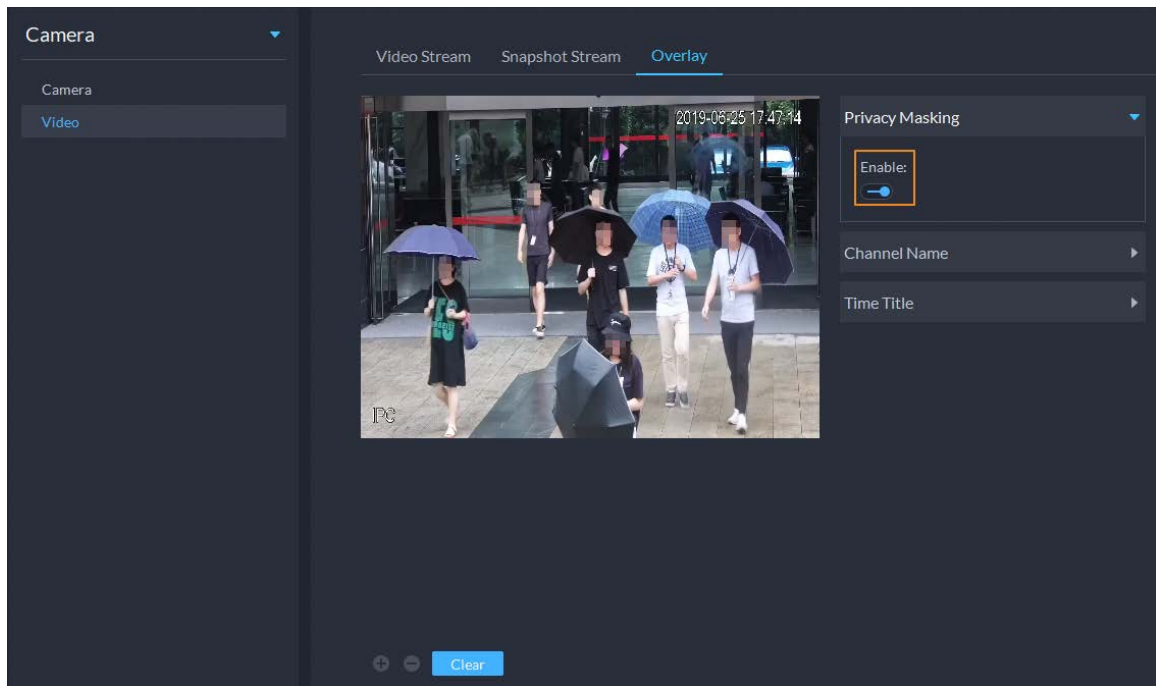 Camera
Camera
Video
Video Stream Snapshot Stream Overlay
2019-06-25 17:47:14
IPC
Privacy Masking
Enable:
Channel Name
Time Title
Clear